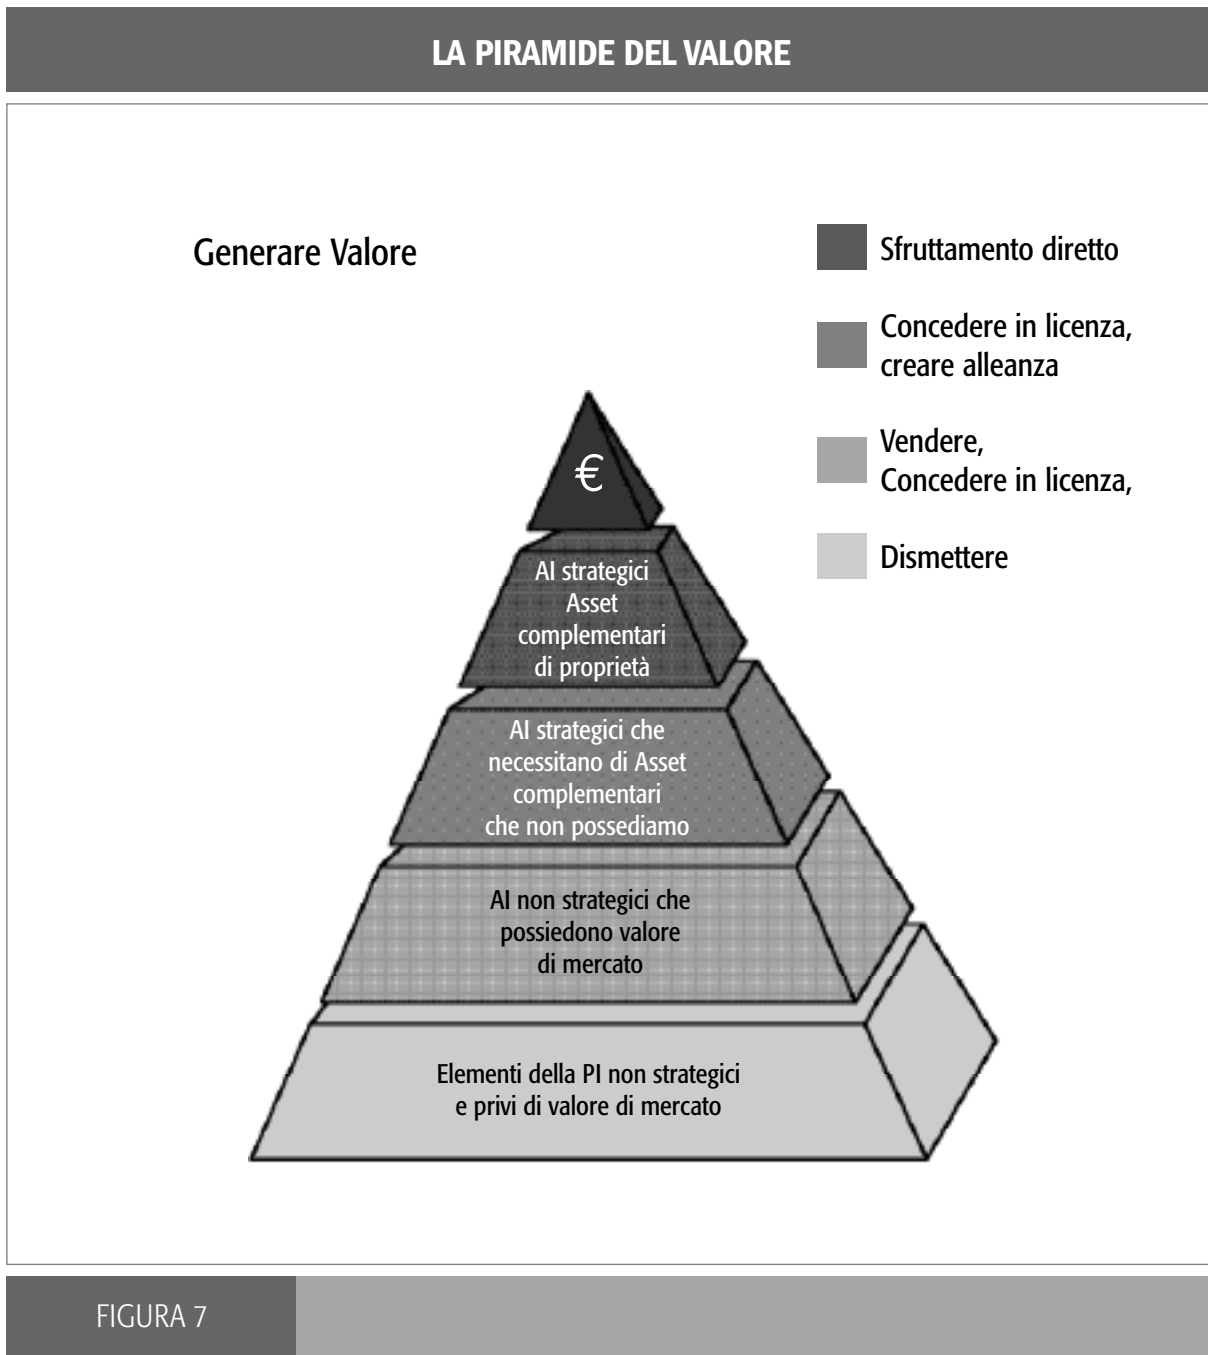 LA PIRAMIDE DEL VALORE
Generare Valore
Sfruttamento diretto
Concedere in licenza,
creare alleanza
Vendere,
Concedere in licenza,
Dismettere
€
AI strategici
Asset
complementari
di proprietà
AI strategici che
necessitano di Asset
complementari
che non possediamo
AI non strategici che
possiedono valore
di mercato
Elementi della PI non strategici
e privi di valore di mercato
FIGURA 7